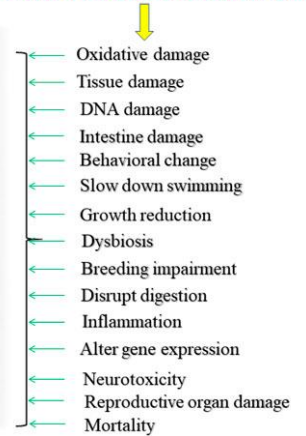 Oxidative damage
Tissue damage
DNA damage
Intestine damage
Behavioral change
Slow down swimming
Growth reduction
Dysbiosis
Breeding impairment
Disrupt digestion
Inflammation
Alter gene expression
Neurotoxicity
Reproductive organ damage
Mortality